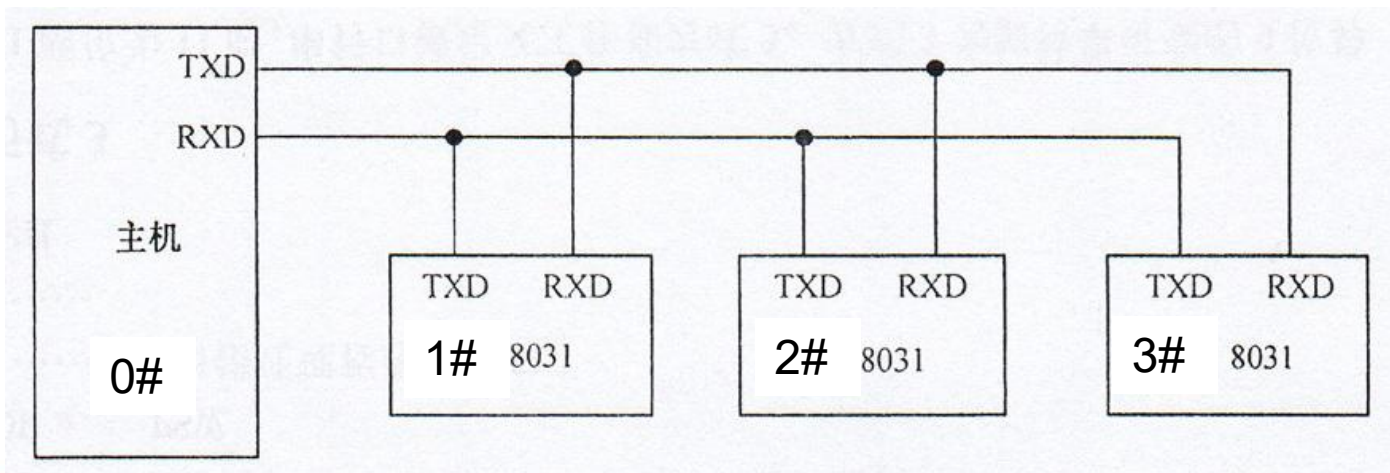 TXD
RXD
主机
0#
TXD RXD
1# 8031
TXD RXD
2# 8031
TXD RXD
3# 8031